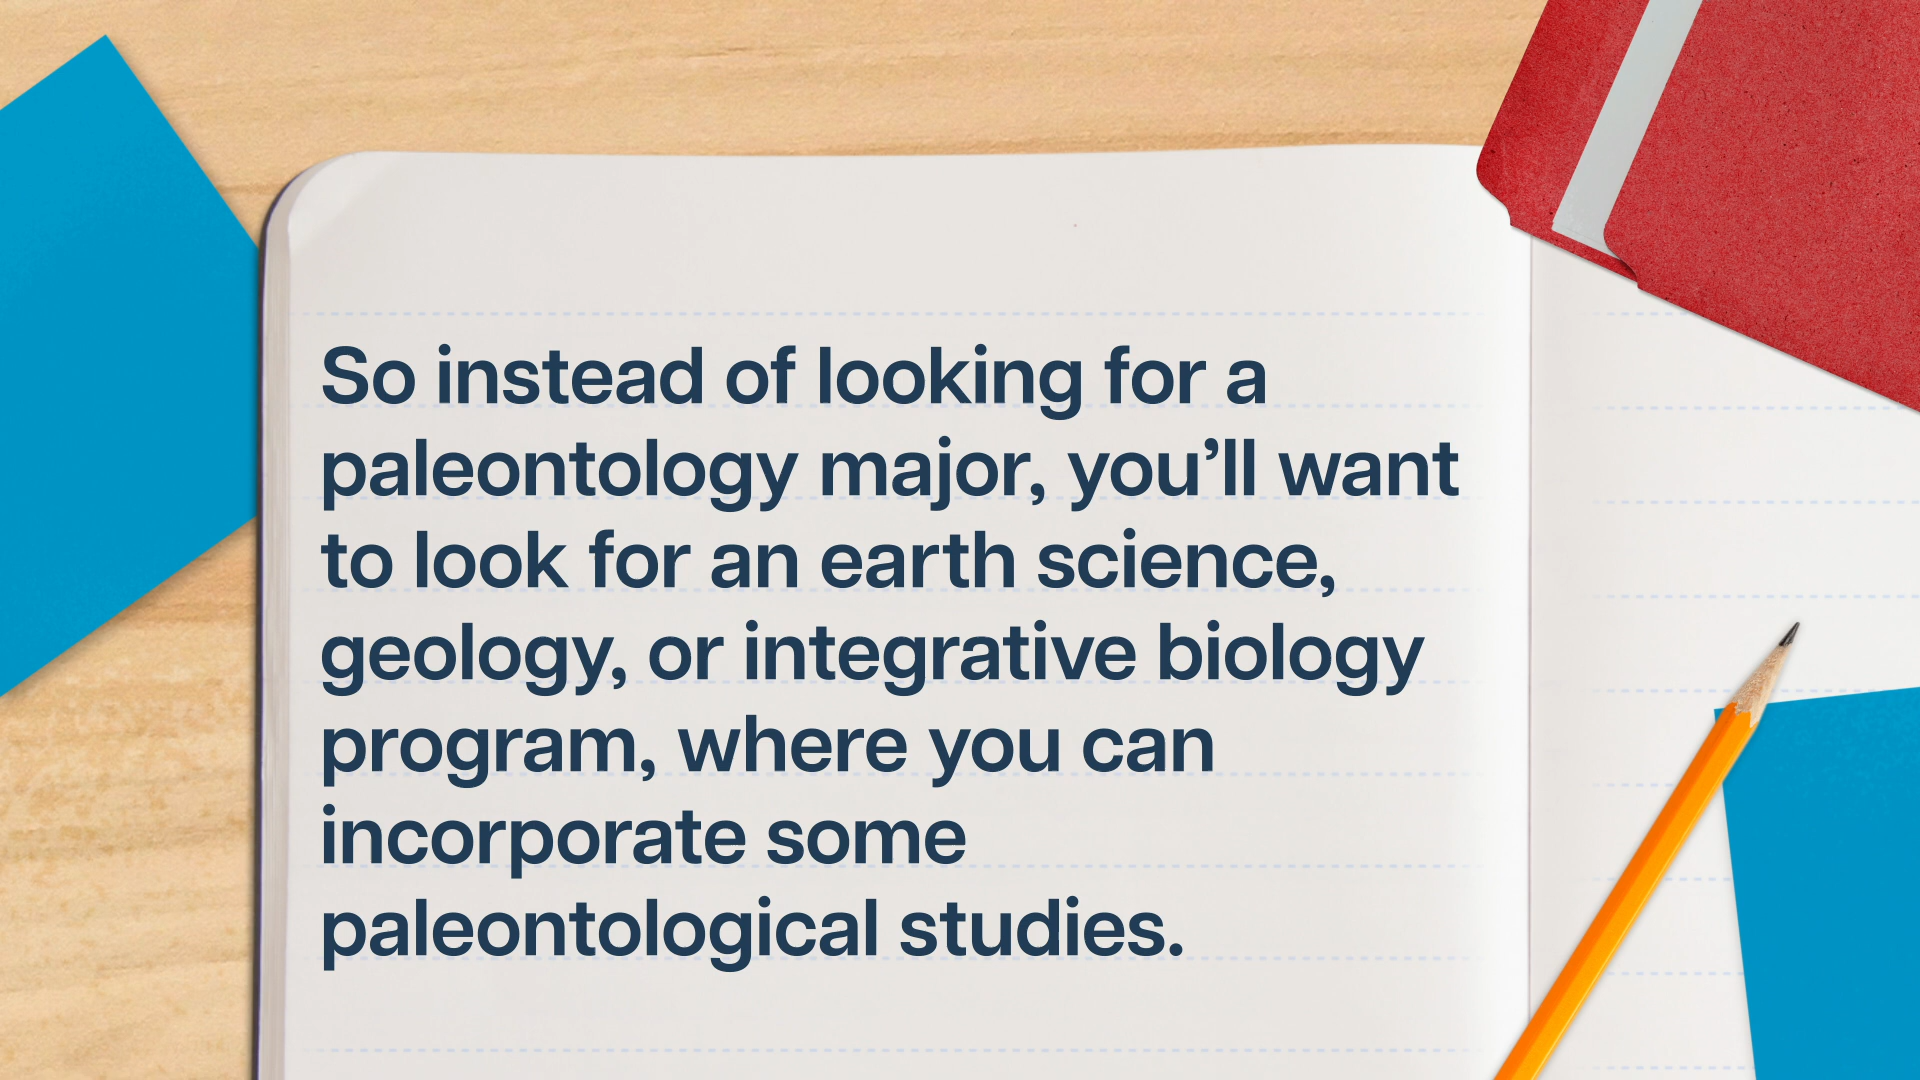 So instead of looking for a
paleontology major, you’ll want
to look for an earth science,
geology, or integrative biology
program, where you can
incorporate some
paleontological studies.